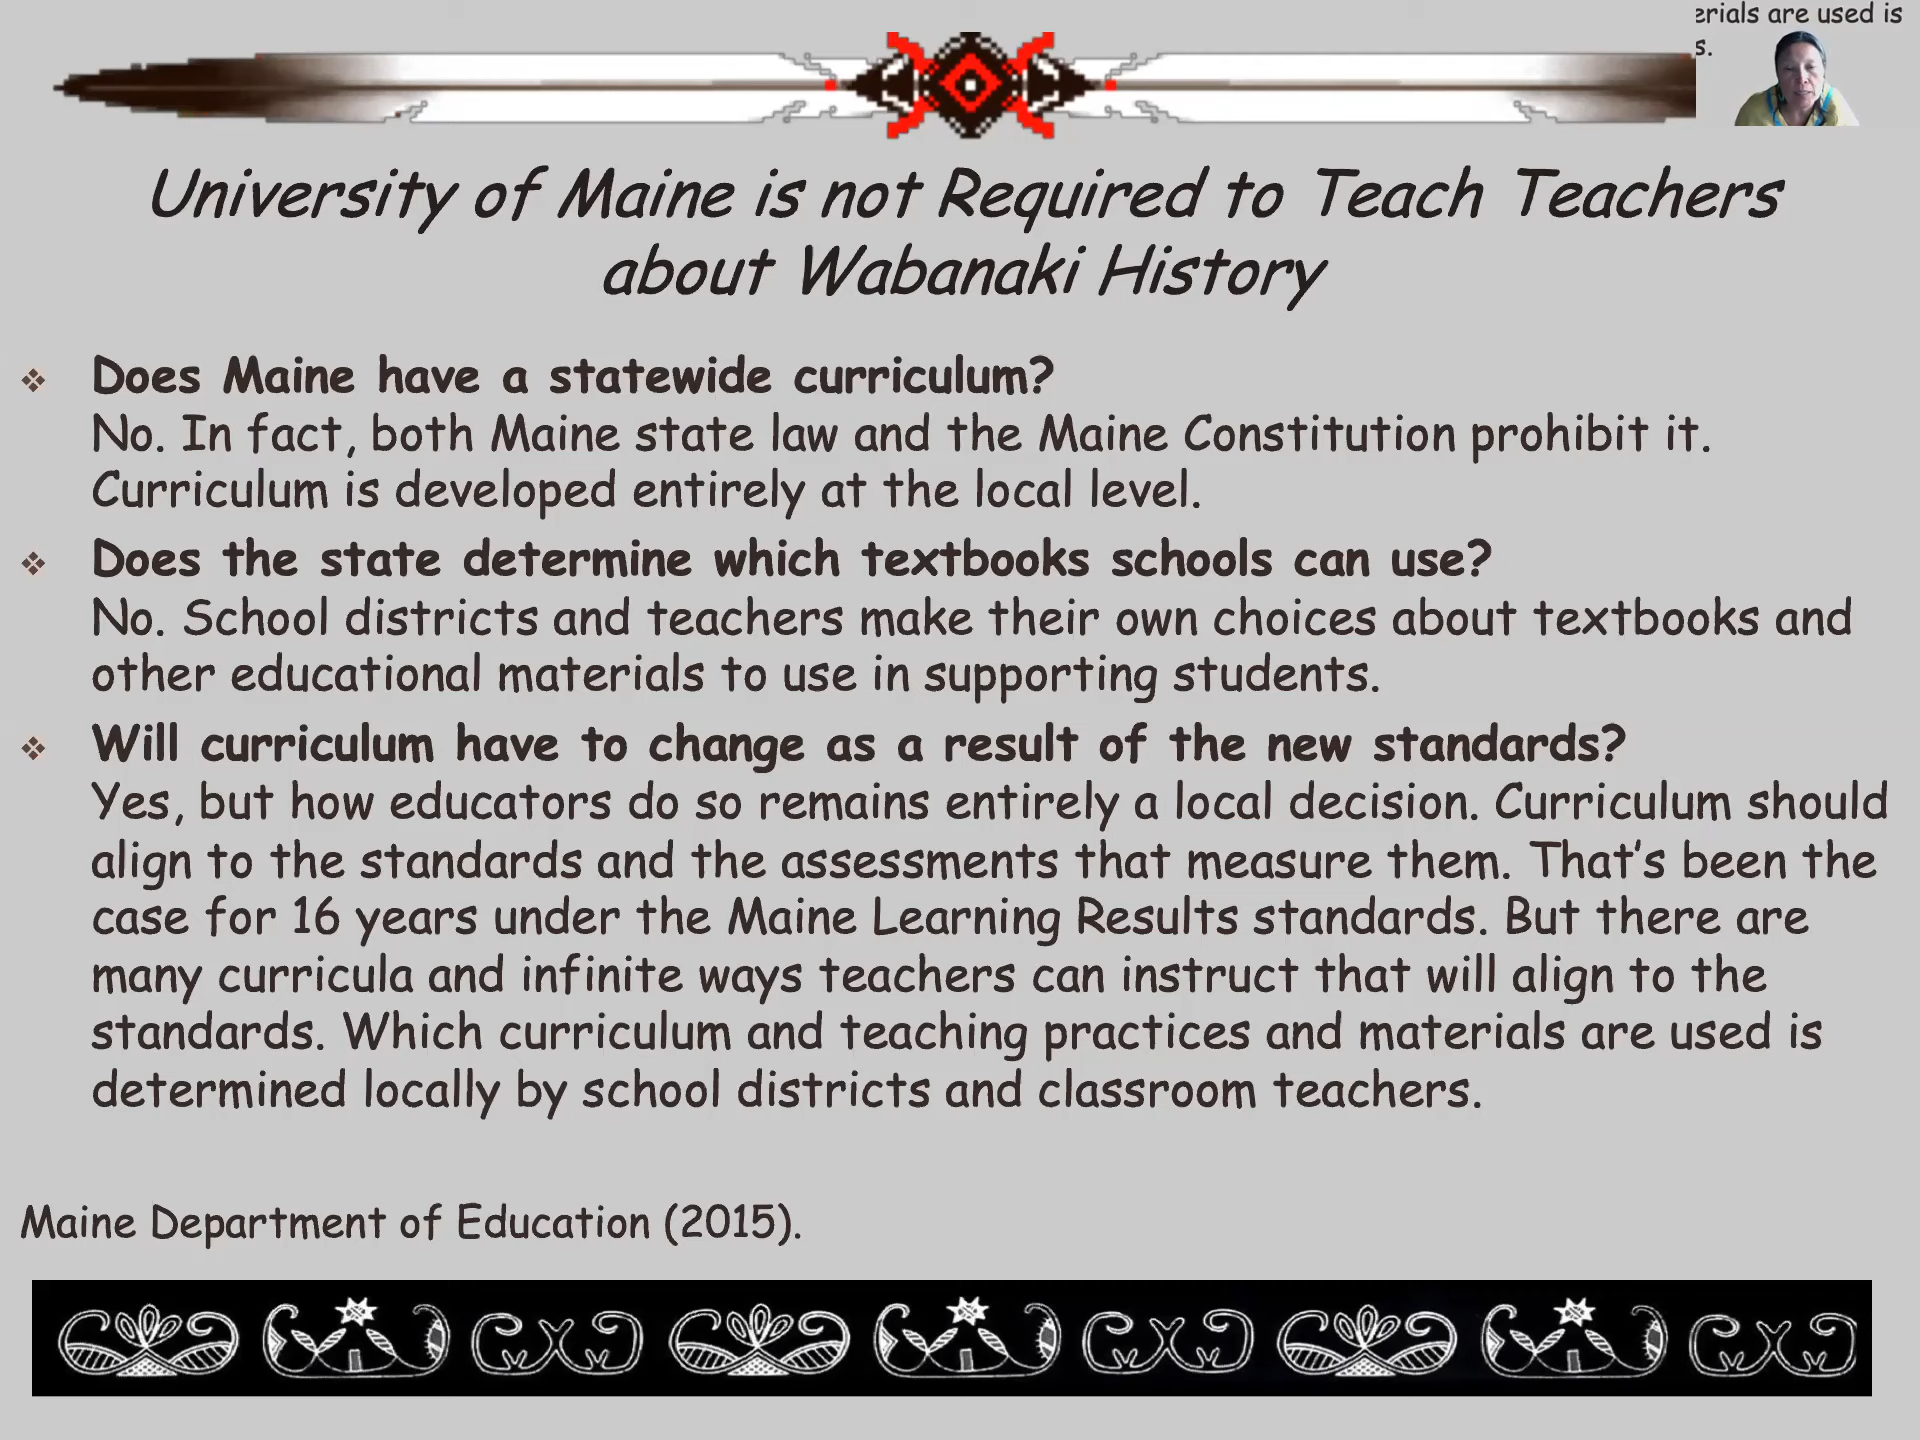 erials are used is
s.
University of Maine is not Required to Teach Teachers
about Wabanaki History
Does Maine have a statewide curriculum?
No. In fact, both Maine state law and the Maine Constitution prohibit it.
Curriculum is developed entirely at the local level.
Does the state determine which textbooks schools can use?
No. School districts and teachers make their own choices about textbooks and
other educational materials to use in supporting students.
Will curriculum have to change as a result of the new standards?
Yes, but how educators do so remains entirely a local decision. Curriculum should
align to the standards and the assessments that measure them. That's been the
case for 16 years under the Maine Learning Results standards. But there are
many curricula and infinite ways teachers can instruct that will align to the
standards. Which curriculum and teaching practices and materials are used is
determined locally by school districts and classroom teachers.
Maine Department of Education (2015).